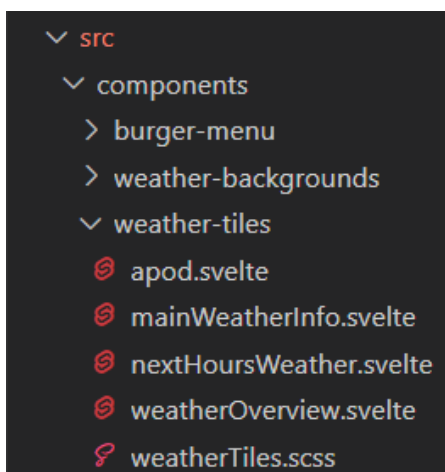 src
components
burger-menu
weather-backgrounds
weather-tiles
apod.svelte
mainWeatherInfo.svelte
nextHoursWeather.svelte
weatherOverview.svelte
weatherTiles.scss